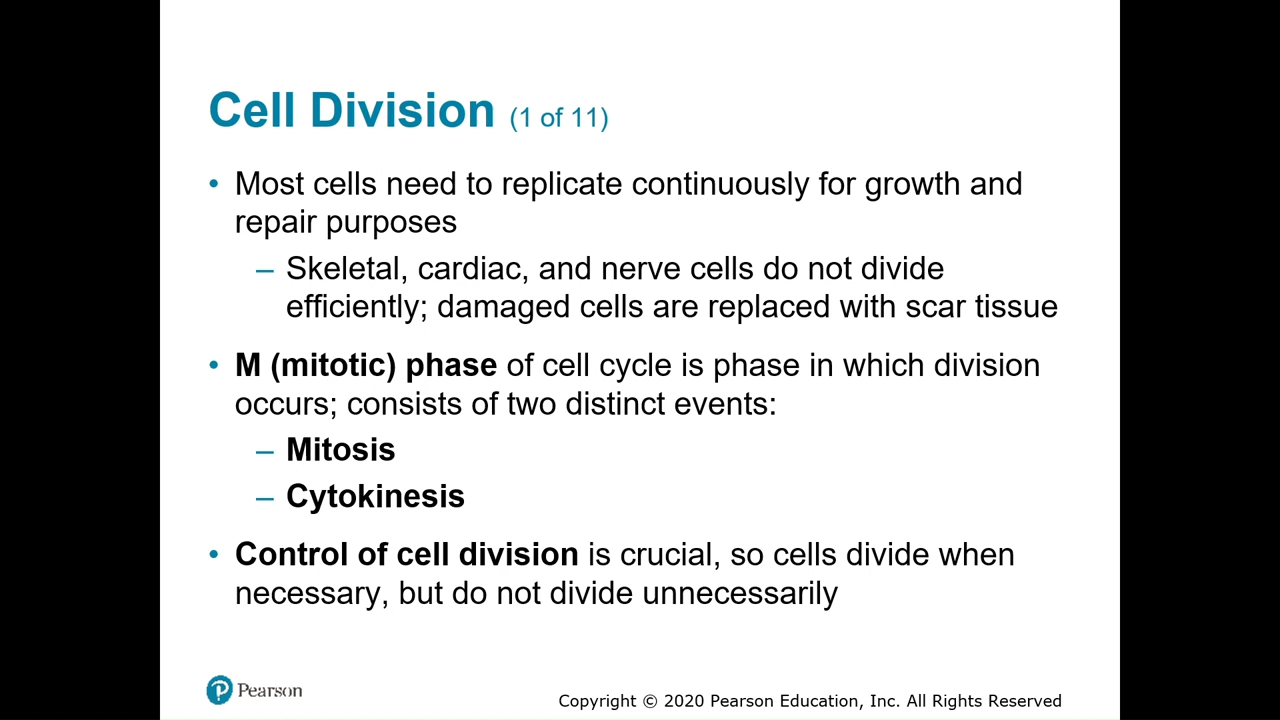 Cell Division (1 of 11)
• Most cells need to replicate continuously for growth and
repair purposes
– Skeletal, cardiac, and nerve cells do not divide
efficiently; damaged cells are replaced with scar tissue
• M (mitotic) phase of cell cycle is phase in which division
occurs; consists of two distinct events:
– Mitosis
– Cytokinesis
• Control of cell division is crucial, so cells divide when
necessary, but do not divide unnecessarily
P Pearson
Copyright © 2020 Pearson Education, Inc. All Rights Reserved